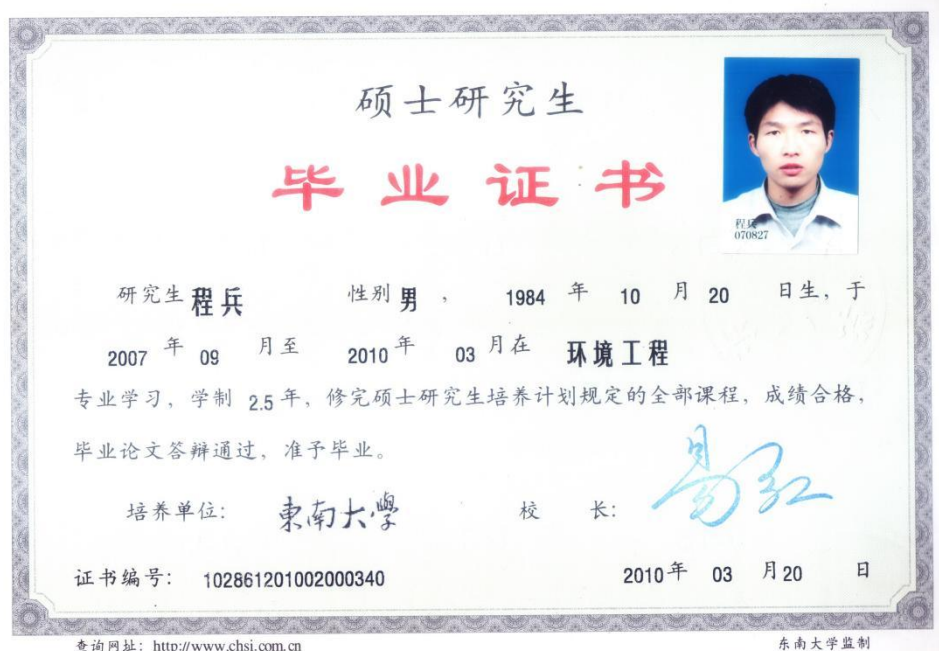 硕士研究生
毕业证书
程兵
070827
研究生 程兵 性别 男 ， 1984 年 10 月 20 日生，于
2007 年 09 月至 2010 年 03 月在 环境工程
专业学习，学制 2.5 年，修完硕士研究生培养计划规定的全部课程，成绩合格，
毕业论文答辩通过，准予毕业。
培养单位： 東南大學 校 长： 易红
证书编号： 102861201002000340 2010 年 03 月 20 日
查询网址：http://www.chsi.com.cn 东南大学监制